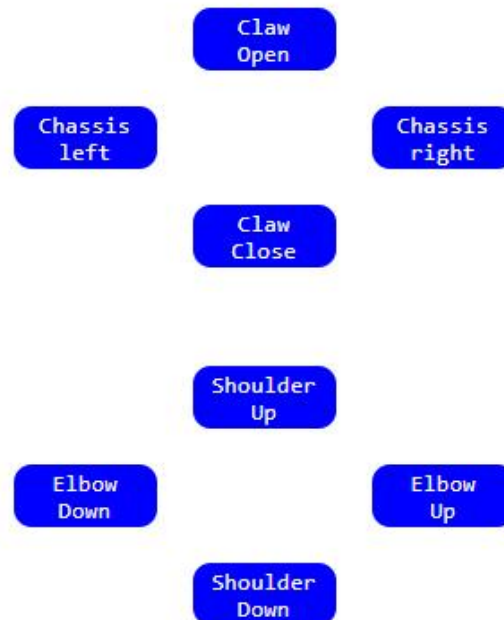 Claw
Open
Chassis
left
Chassis
right
Claw
Close
Shoulder
Up
Elbow
Down
Elbow
Up
Shoulder
Down